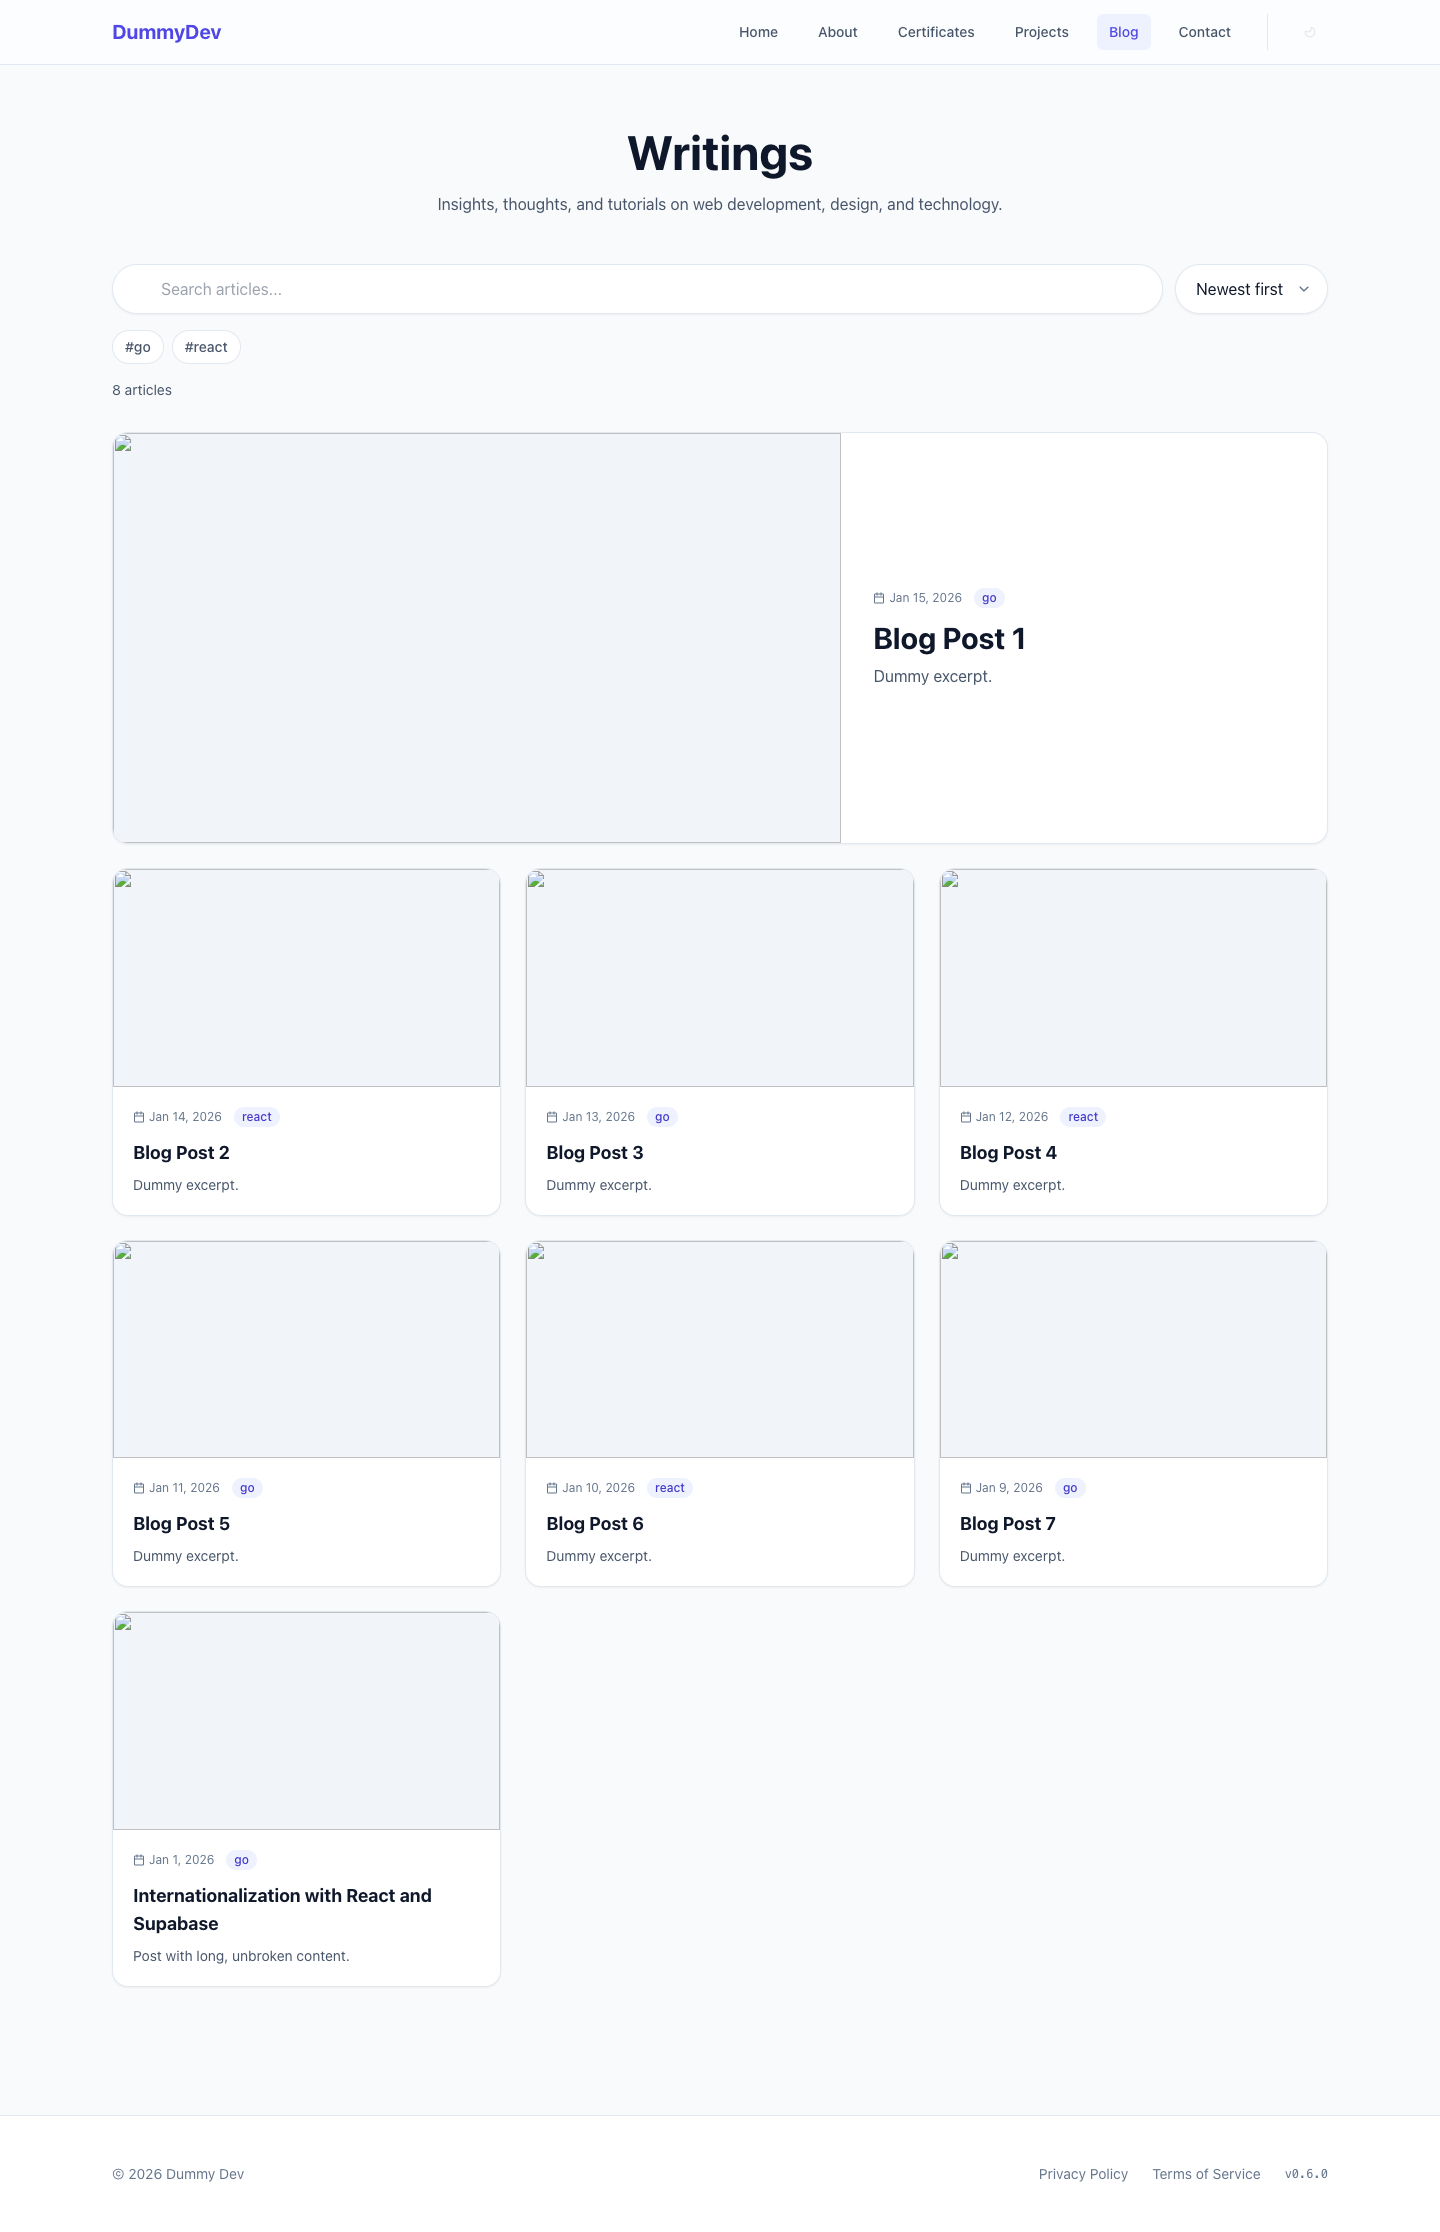 DummyDev
Home About Certificates Projects Blog Contact
Writings
Insights, thoughts, and tutorials on web development, design, and technology.
Search articles...
Newest first
#go #react
8 articles
Jan 15, 2026 go
Blog Post 1
Dummy excerpt.
Jan 14, 2026 react
Blog Post 2
Dummy excerpt.
Jan 13, 2026 go
Blog Post 3
Dummy excerpt.
Jan 12, 2026 react
Blog Post 4
Dummy excerpt.
Jan 11, 2026 go
Blog Post 5
Dummy excerpt.
Jan 10, 2026 react
Blog Post 6
Dummy excerpt.
Jan 9, 2026 go
Blog Post 7
Dummy excerpt.
Jan 1, 2026 go
Internationalization with React and
Supabase
Post with long, unbroken content.
© 2026 Dummy Dev
Privacy Policy Terms of Service v0.6.0